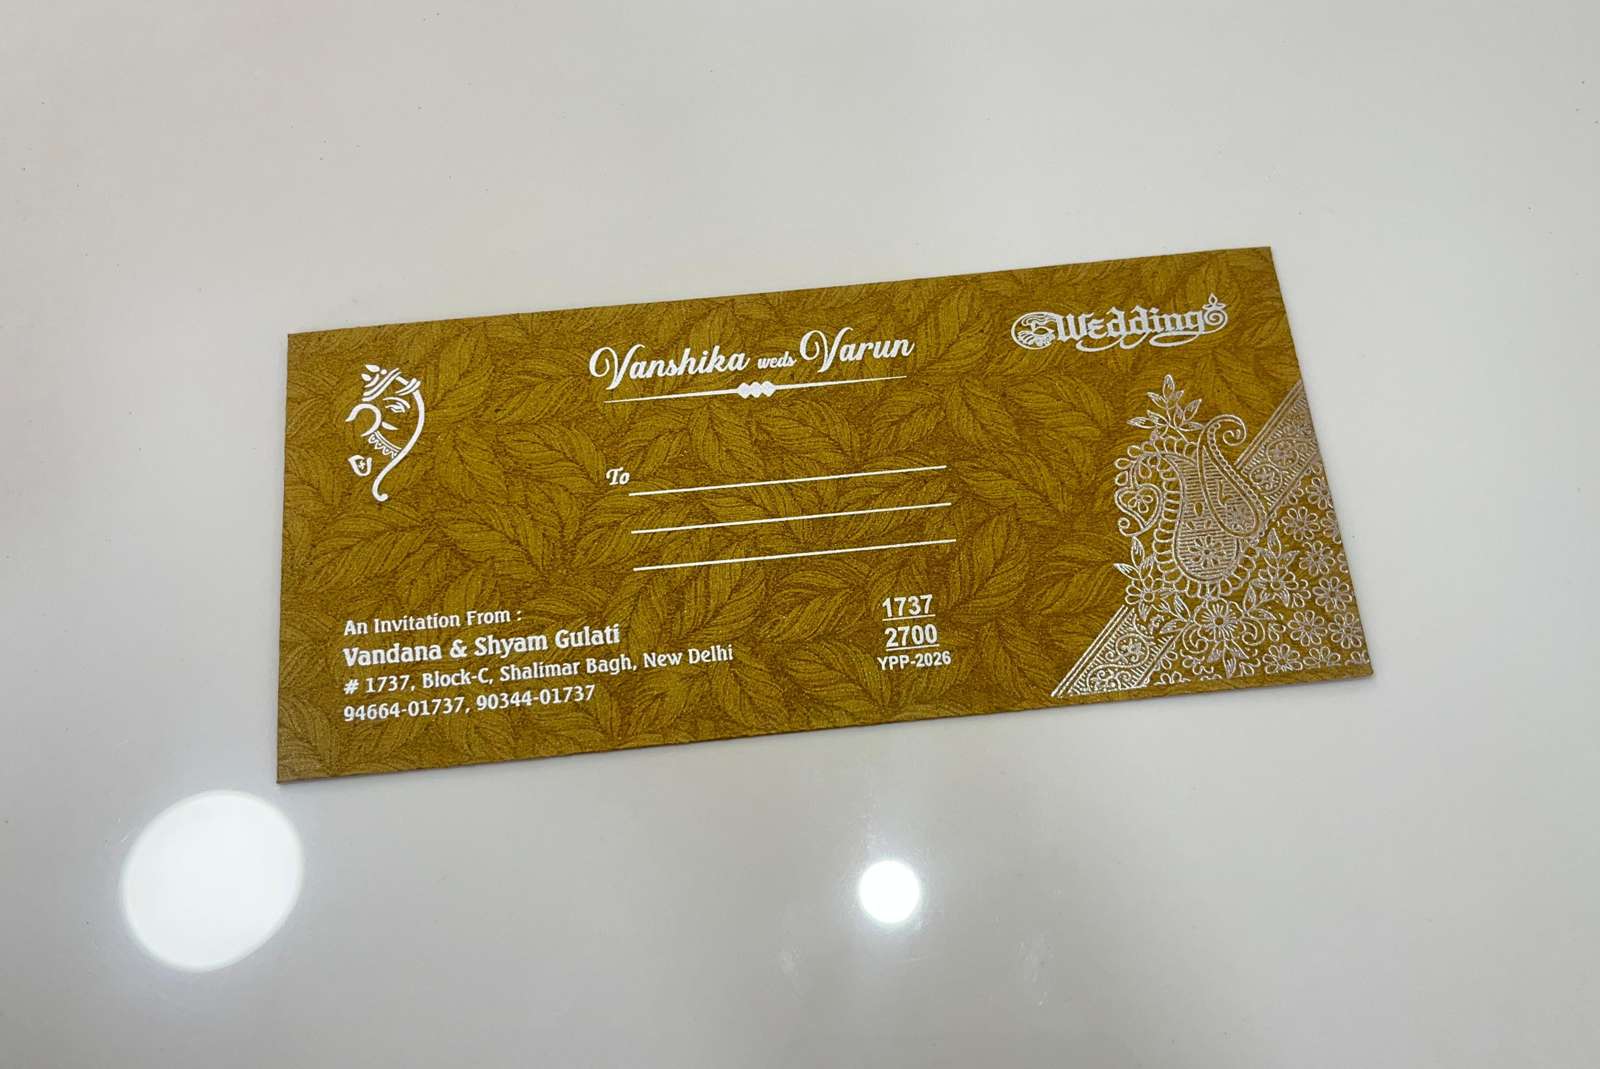 Vanshika weds Varun
Wedding
To
An Invitation From :
Vandana & Shyam Gulati
# 1737, Block-C, Shalimar Bagh, New Delhi
94664-01737, 90344-01737
1737
2700
YPP-2026